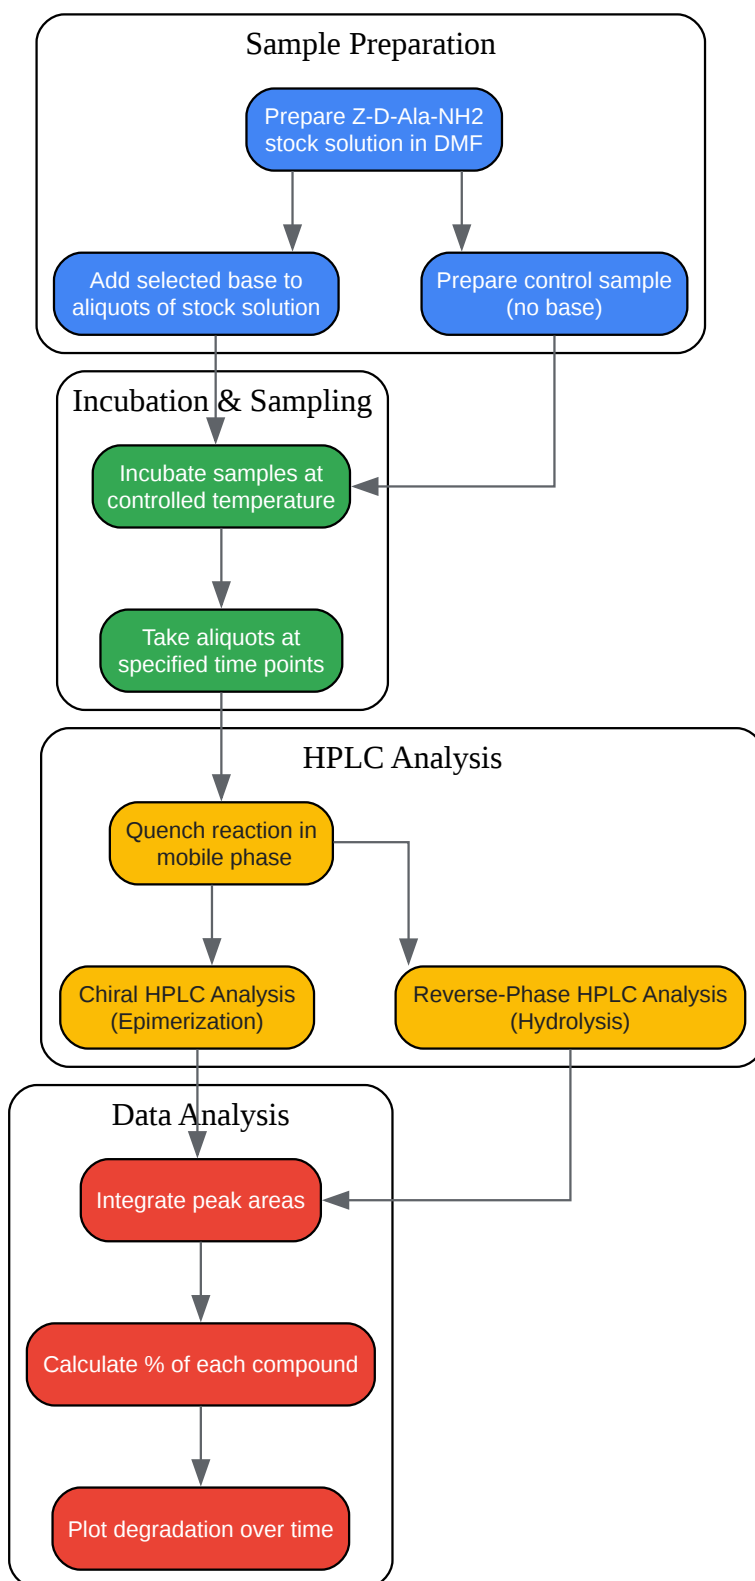 Sample Preparation
Prepare Z-D-Ala-NH2
stock solution in DMF
Add selected base to
aliquots of stock solution
Prepare control sample
(no base)
Incubation & Sampling
Incubate samples at
controlled temperature
Take aliquots at
specified time points
HPLC Analysis
Quench reaction in
mobile phase
Chiral HPLC Analysis
(Epimerization)
Reverse-Phase HPLC Analysis
(Hydrolysis)
Data Analysis
Integrate peak areas
Calculate % of each compound
Plot degradation over time